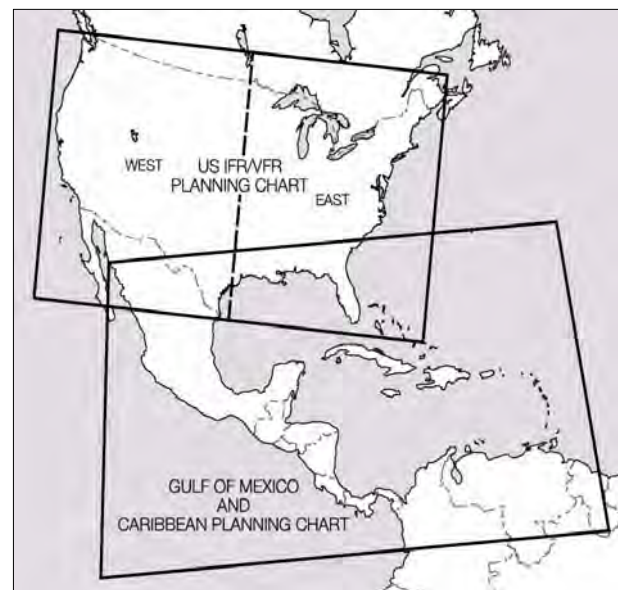 WEST
US IFR/VFR
PLANNING CHART
EAST
GULF OF MEXICO
AND
CARIBBEAN PLANNING CHART